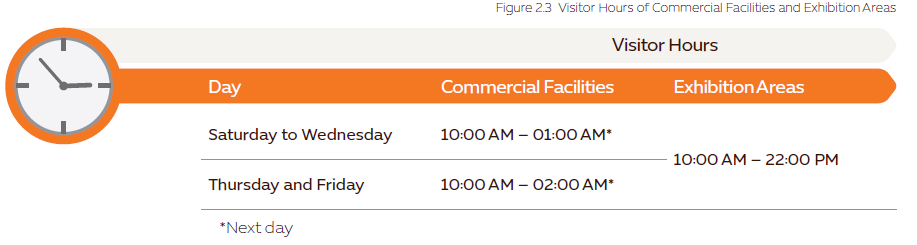 Figure 2.3 Visitor Hours of Commercial Facilities and Exhibition Areas
Visitor Hours
Day Commercial Facilities Exhibition Areas
Saturday to Wednesday 10:00 AM – 01:00 AM*
10:00 AM – 22:00 PM
Thursday and Friday 10:00 AM – 02:00 AM*
*Next day